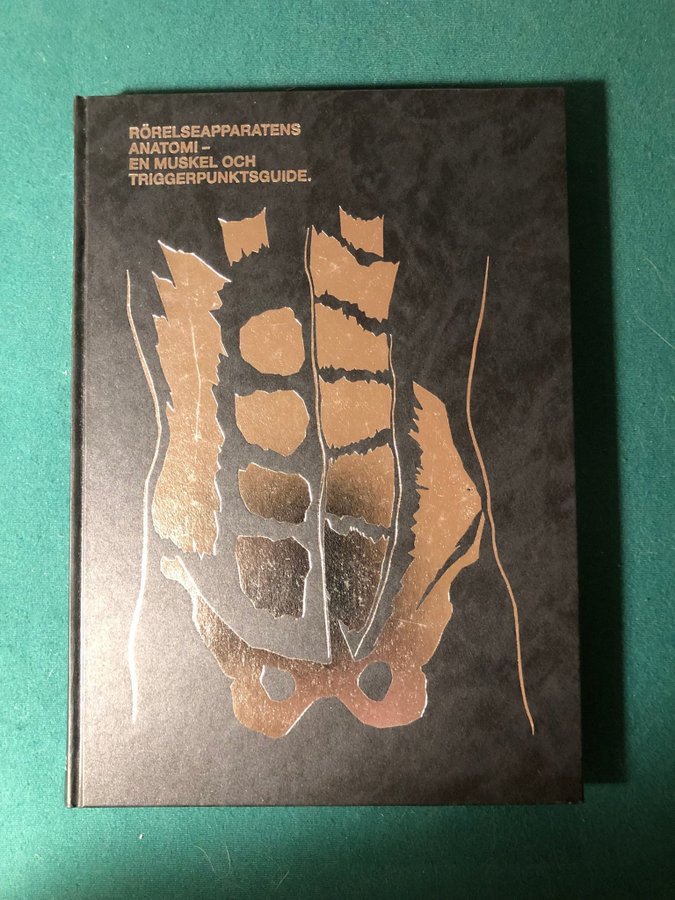 RÖRELSEAPPARATENS
ANATOMI –
EN MUSKEL OCH
TRIGGERPUNKTSGUIDE.